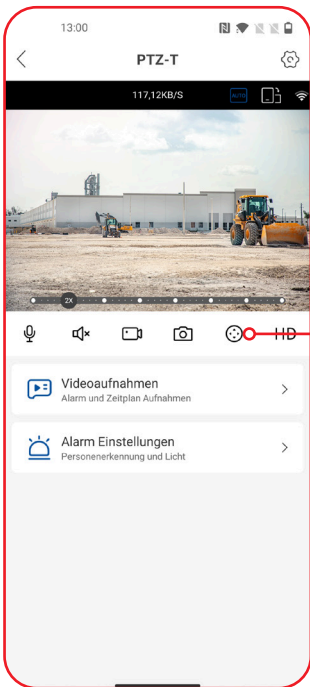 13:00
PTZ-T
117,12KB/S
AUTO
2X
HD
Videoaufnahmen
Alarm und Zeitplan Aufnahmen
Alarm Einstellungen
Personenerkennung und Licht